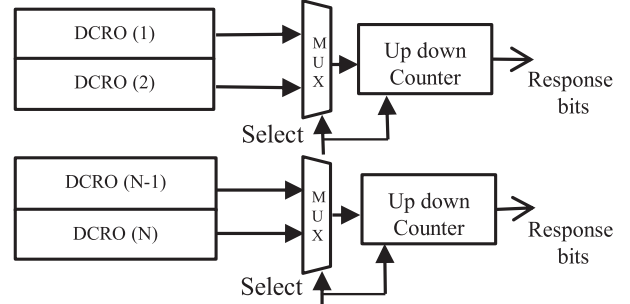 DCRO (1)
DCRO (2)
M
U
X
Up down
Counter
Response
bits
Select
DCRO (N-1)
DCRO (N)
M
U
X
Up down
Counter
Response
bits
Select